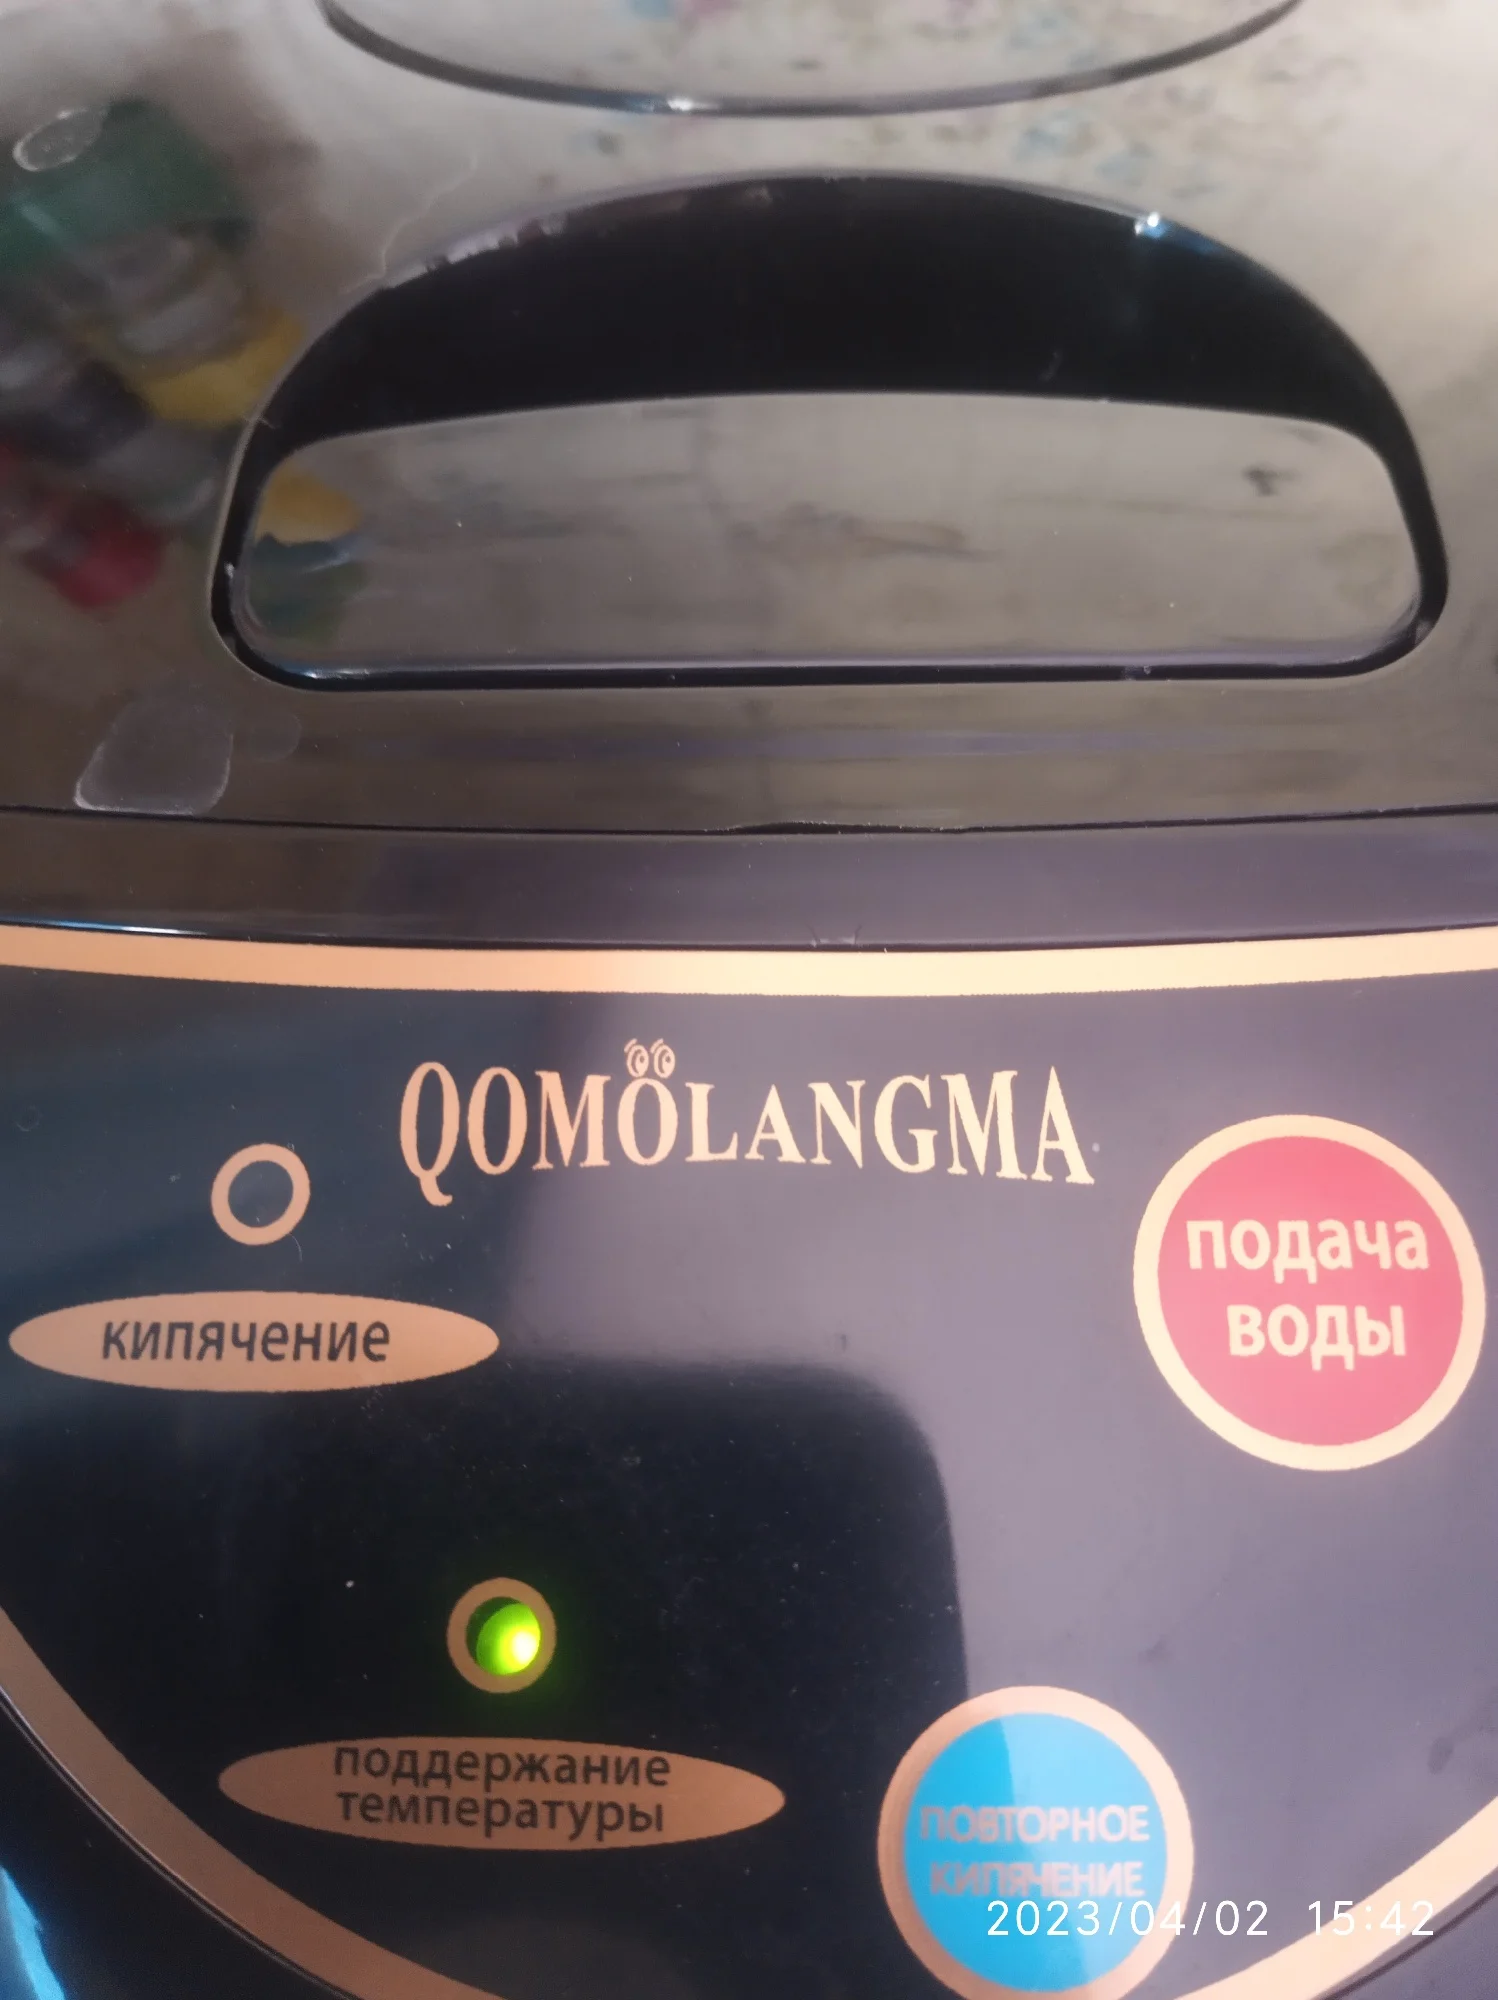 QOMOLANGMA
подача
воды
кипячение
поддержание
температуры
ПОВТОРНОЕ
КИПЯЧЕНИЕ
2023/04/02 15:42